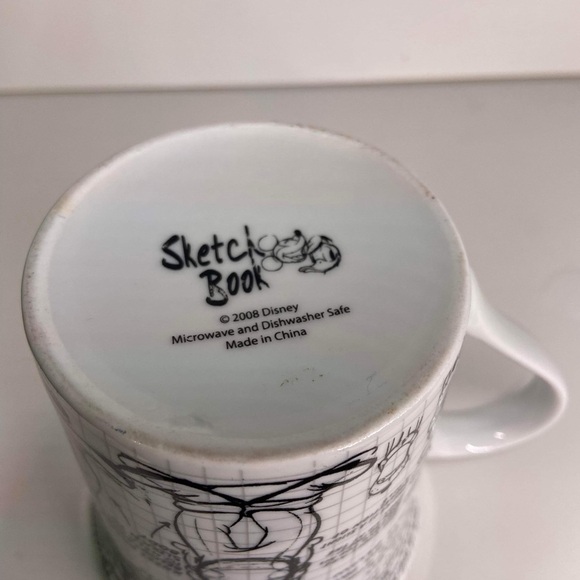 Sketch
Book
© 2008 Disney
Microwave and Dishwasher Safe
Made in China